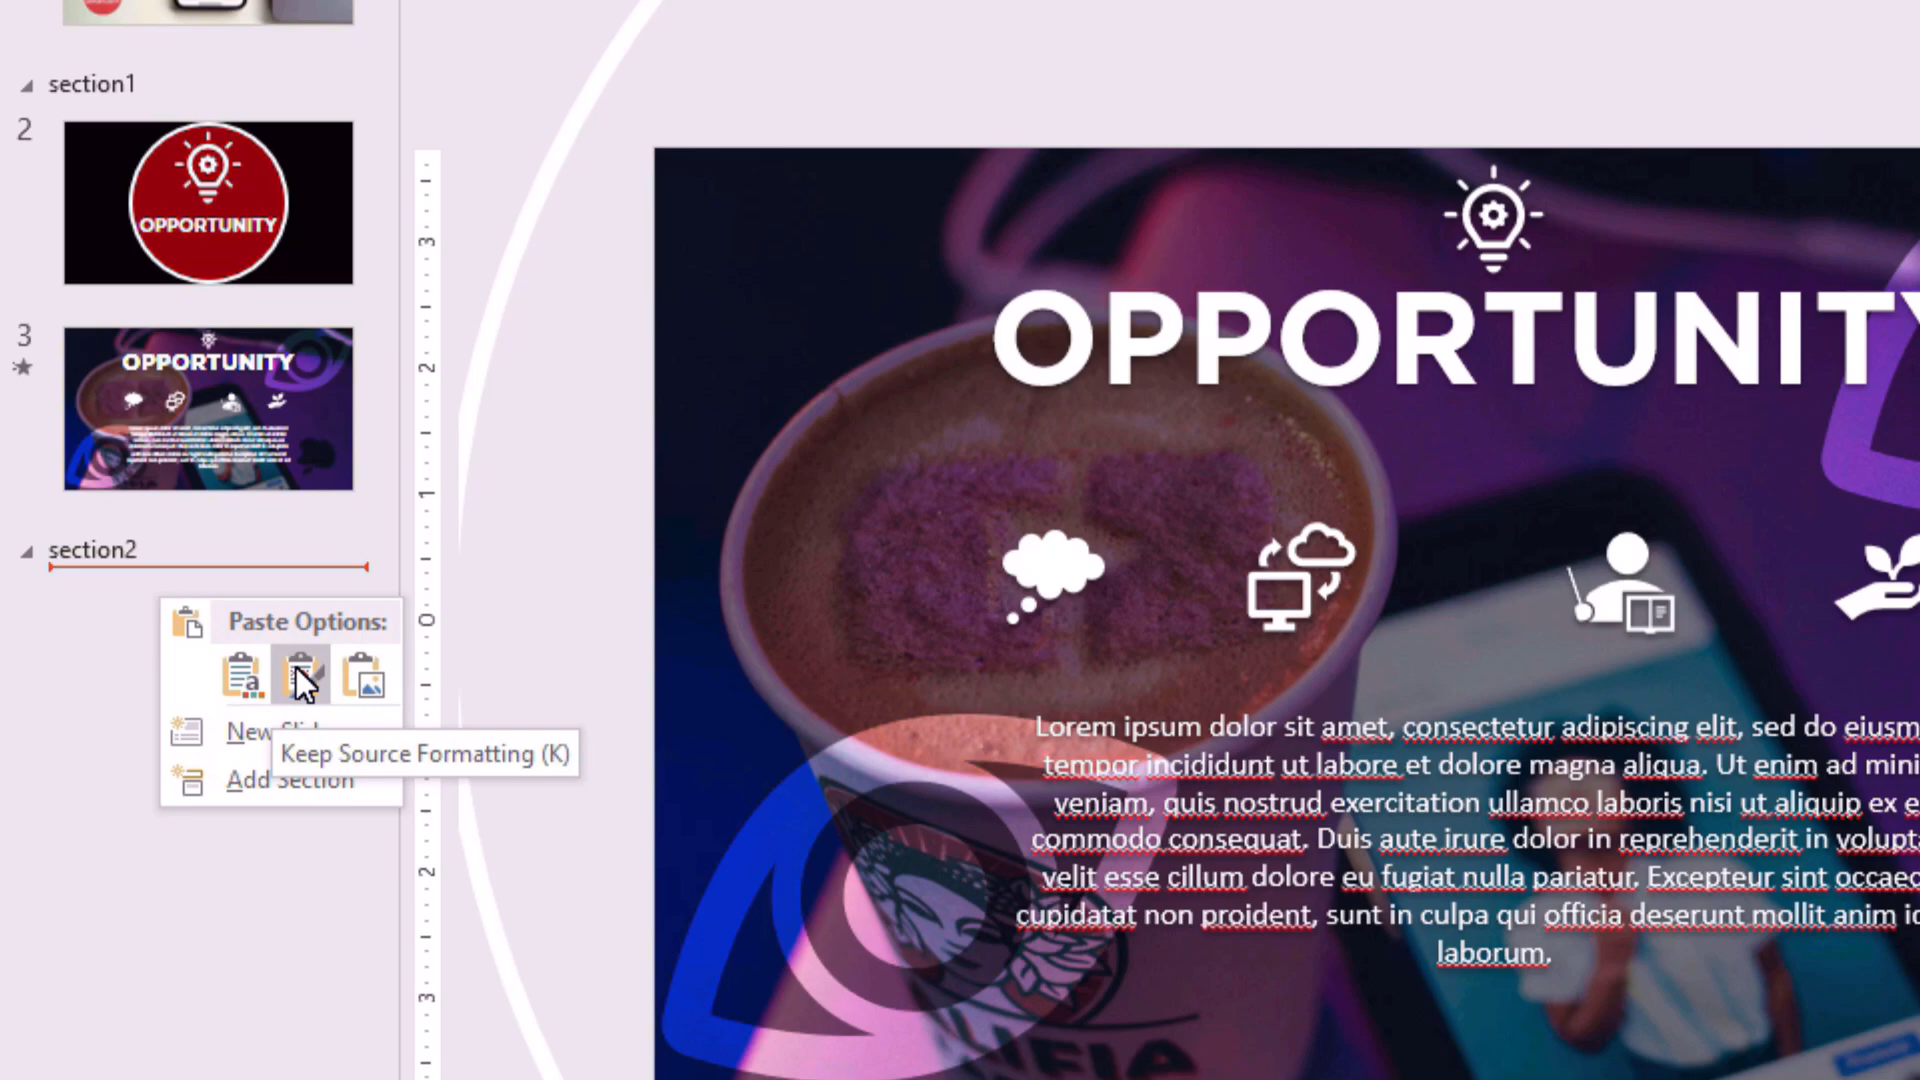 section1
2
OPPORTUNITY
3
OPPORTUNITY
section2
Paste Options:
Keep Source Formatting (K)
Add Section
3
2
1
0
1
2
3
OPPORTUNITY
Lorem ipsum dolor sit amet, consectetur adipiscing elit, sed do eiusm
tempor incididunt ut labore et dolore magna aliqua. Ut enim ad mini
veniam, quis nostrud exercitation ullamco laboris nisi ut aliquip ex e
commodo consequat. Duis aute irure dolor in reprehenderit in volupta
velit esse cillum dolore eu fugiat nulla pariatur. Excepteur sint occaec
cupidatat non proident, sunt in culpa qui officia deserunt mollit anim id
laborum.